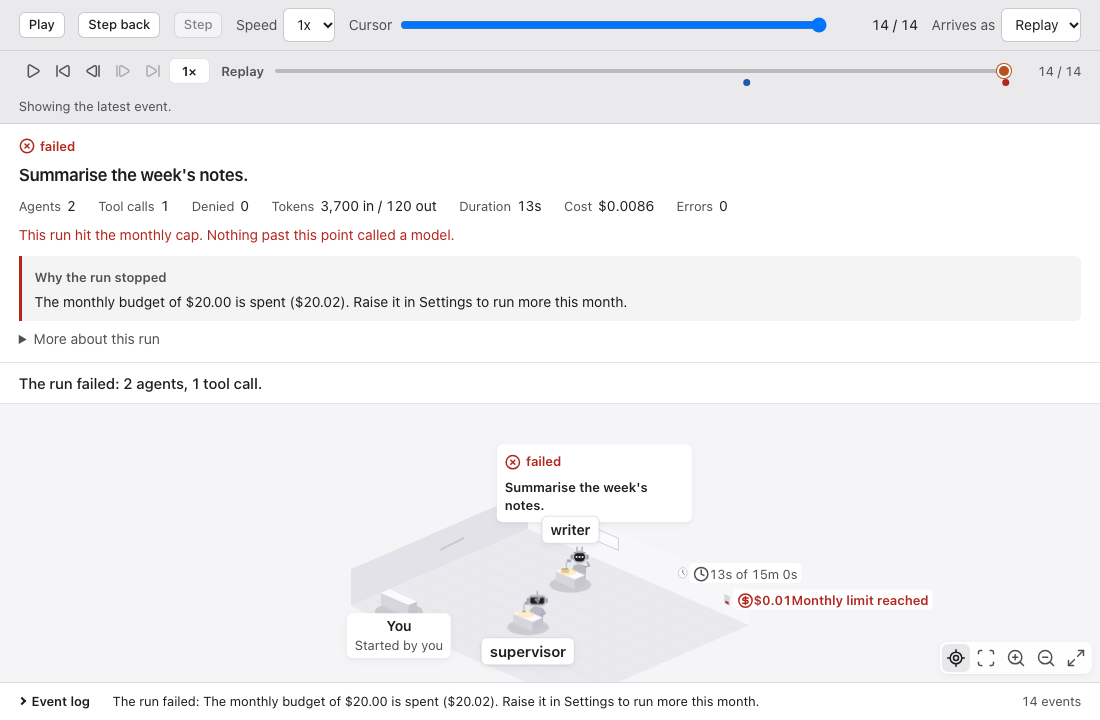 Play Step back Step Speed 1x Cursor 14 / 14 Arrives as Replay
1× Replay 14 / 14
Showing the latest event.
failed
Summarise the week's notes.
Agents 2 Tool calls 1 Denied 0 Tokens 3,700 in / 120 out Duration 13s Cost $0.0086 Errors 0
This run hit the monthly cap. Nothing past this point called a model.
Why the run stopped
The monthly budget of $20.00 is spent ($20.02). Raise it in Settings to run more this month.
More about this run
The run failed: 2 agents, 1 tool call.
failed
Summarise the week's
notes.
writer
13s of 15m 0s
$0.01Monthly limit reached
You
Started by you
supervisor
Event log The run failed: The monthly budget of $20.00 is spent ($20.02). Raise it in Settings to run more this month. 14 events